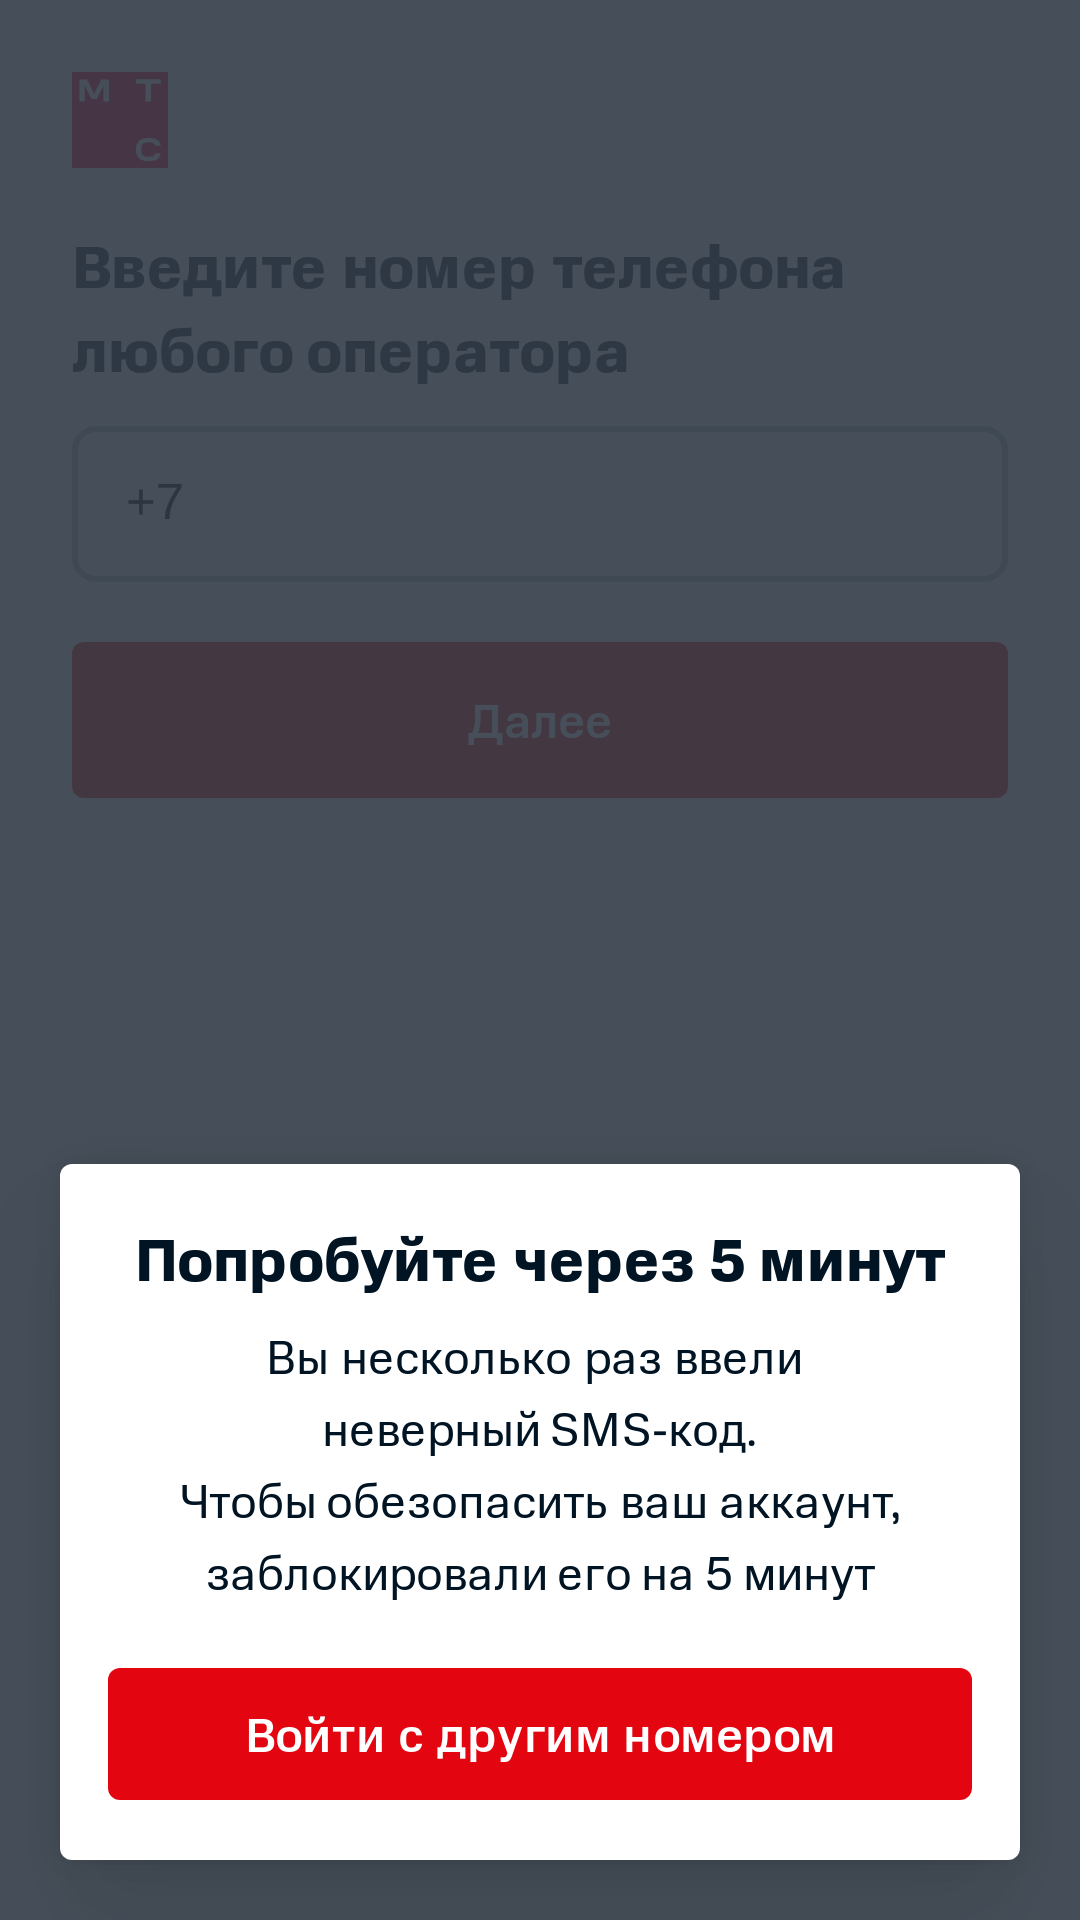 М Т
С
Введите номер телефона
любого оператора
+7
Далее
Попробуйте через 5 минут
Вы несколько раз ввели
неверный SMS-код.
Чтобы обезопасить ваш аккаунт,
заблокировали его на 5 минут
Войти с другим номером